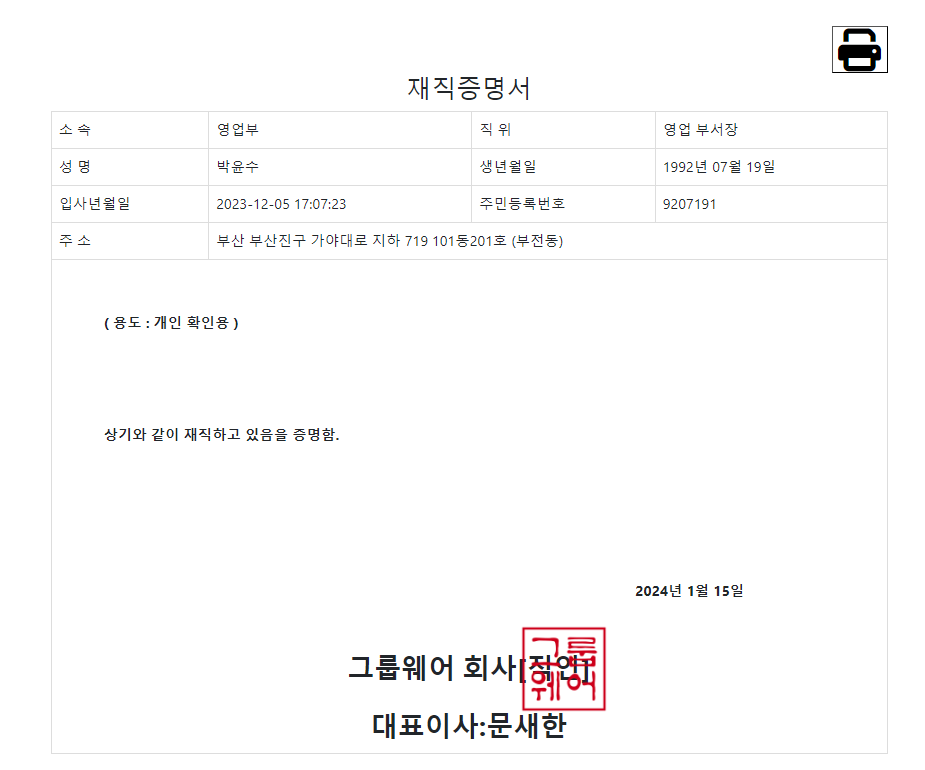 재직증명서
소 속 영업부 직 위 영업 부서장
성 명 박윤수 생년월일 1992년 07월 19일
입사년월일 2023-12-05 17:07:23 주민등록번호 9207191
주 소 부산 부산진구 가야대로 지하 719 101동201호 (부전동)
( 용도 : 개인 확인용 )
상기와 같이 재직하고 있음을 증명함.
2024년 1월 15일
그룹웨어 회사[직인]
그룹
웨어
대표이사:문새한